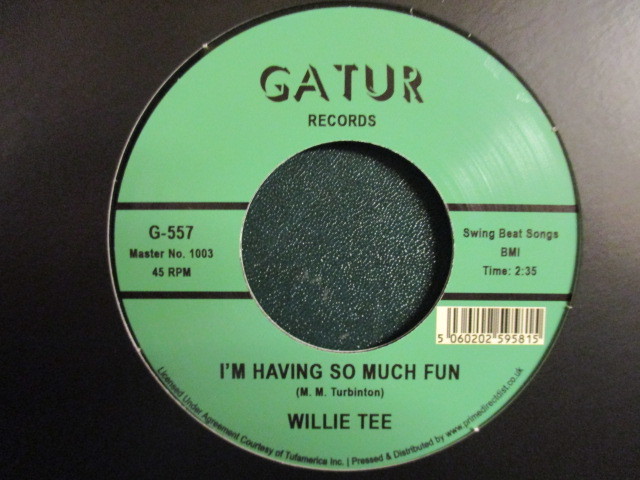 GATUR
RECORDS
G-557
Master No. 1003
45 RPM
Swing Beat Songs
BMI
Time: 2:35
5 060202 595815
I'M HAVING SO MUCH FUN
(M. M. Turbinton)
WILLIE TEE
Licensed Under Agreement Courtesy of Tufamerica Inc. | Pressed & Distributed by www.primedirectdist.co.uk